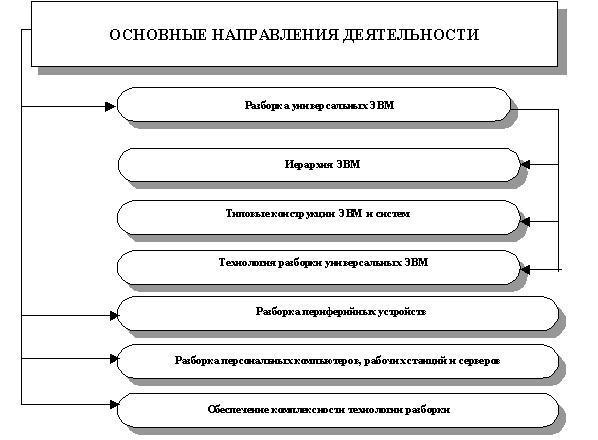 ОСНОВНЫЕ НАПРАВЛЕНИЯ ДЕЯТЕЛЬНОСТИ
Разборка универсальных ЭВМ
Иерархия ЭВМ
Типовые конструкции ЭВМ и систем
Технология разборки универсальных ЭВМ
Разборка периферийных устройств
Разборка персональных компьютеров, рабочих станций и серверов
Обеспечение комплексности технологии разборки